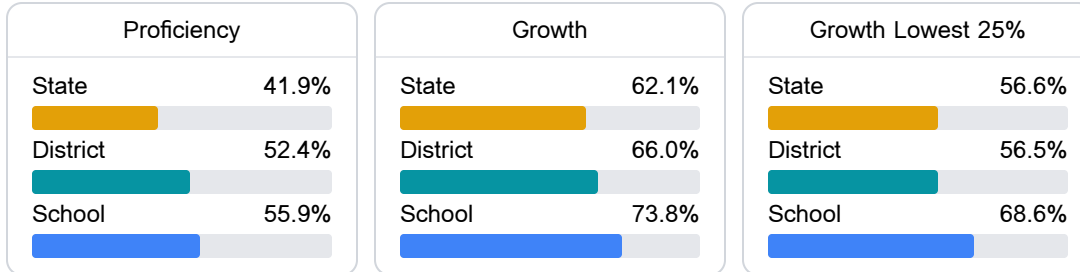 Proficiency
State 41.9%
District 52.4%
School 55.9%
Growth
State 62.1%
District 66.0%
School 73.8%
Growth Lowest 25%
State 56.6%
District 56.5%
School 68.6%